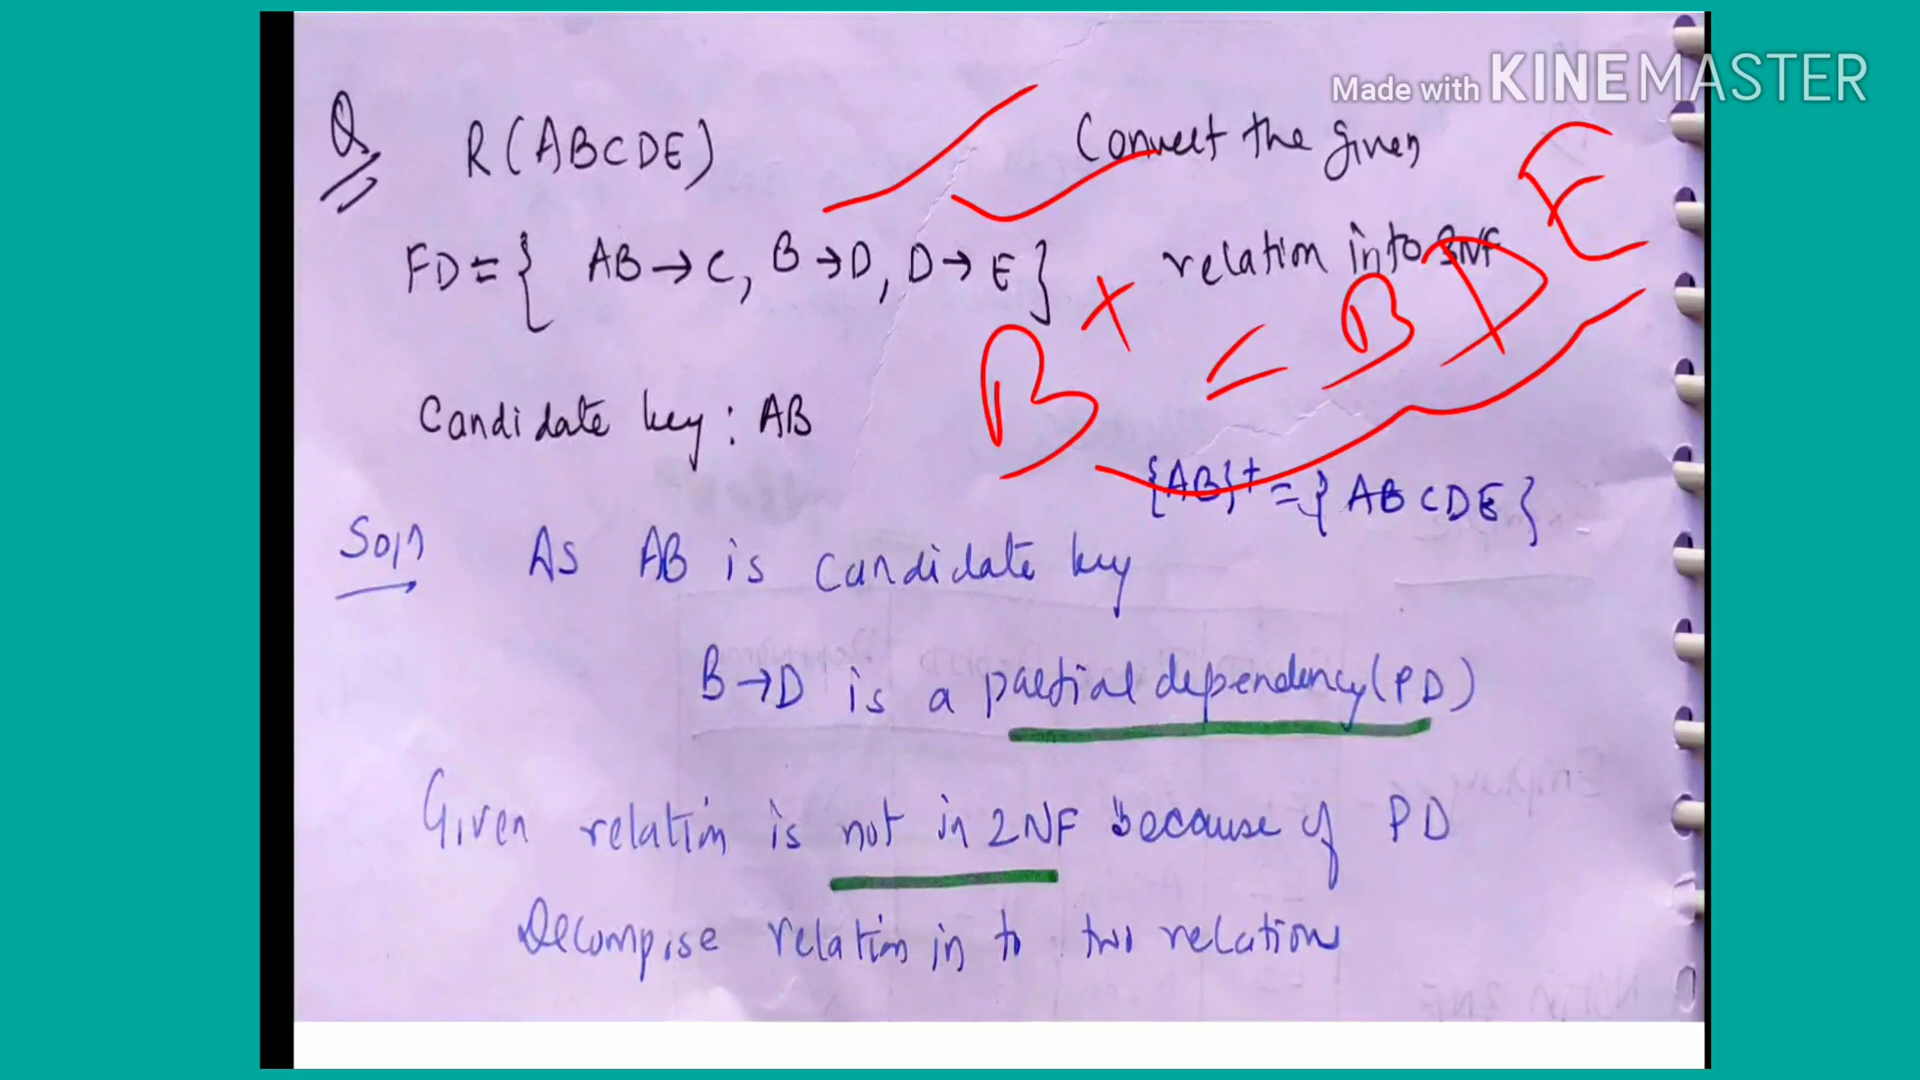 Made with KINEMASTER
Q R(ABCDE) Convert the given
FD = { AB → C, B → D, D → E } relation into 3NF
B+ = BDE
Candidate key : AB
{AB}+ = { ABCDE }
Soln As AB is candidate key
B → D is a partial dependency (PD)
Given relation is not in 2NF because of PD
Decompose relation in to two relation